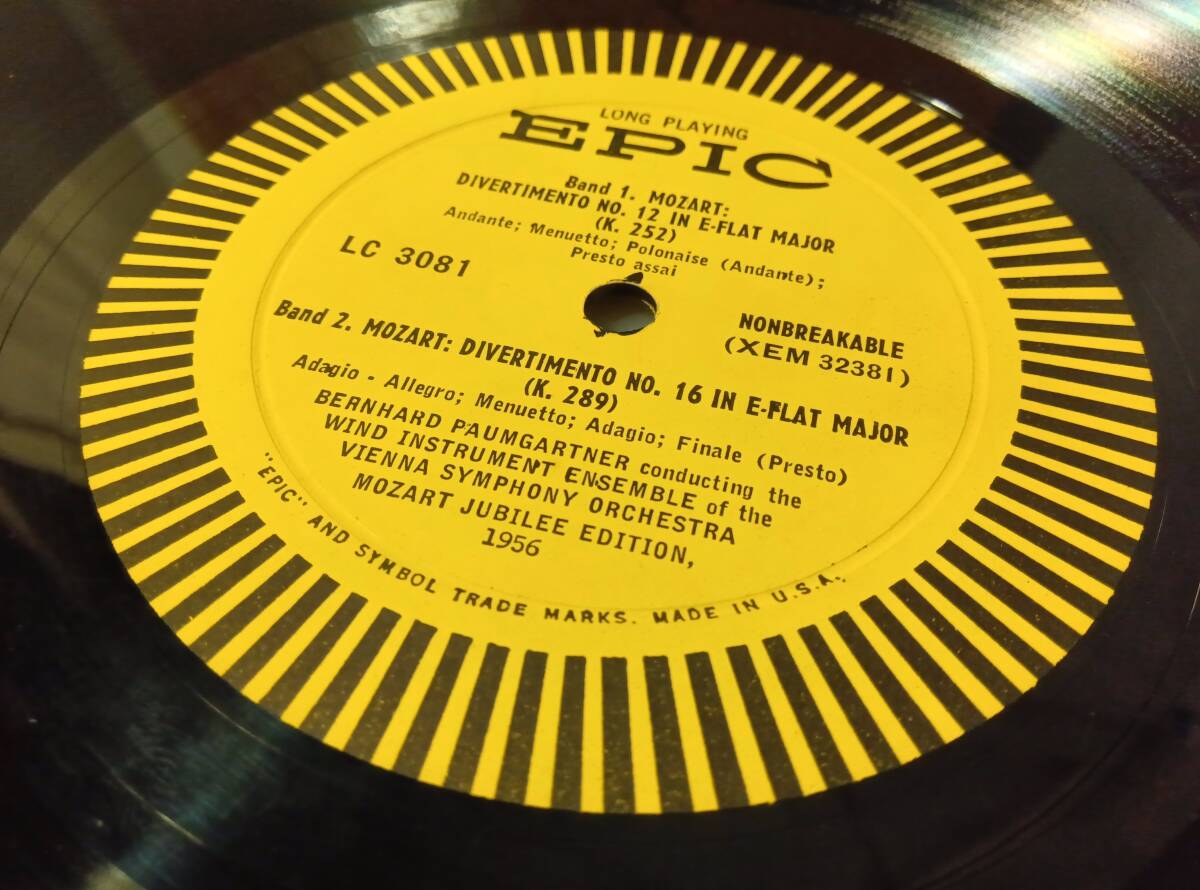 LONG PLAYING
EPIC
Band 1. MOZART:
DIVERTIMENTO NO. 12 IN E-FLAT MAJOR
(K. 252)
Andante; Menuetto; Polonaise (Andante);
Presto assai
LC 3081
NONBREAKABLE
(XEM 32381)
Band 2. MOZART: DIVERTIMENTO NO. 16 IN E-FLAT MAJOR
(K. 289)
Adagio - Allegro; Menuetto; Adagio; Finale (Presto)
BERNHARD PAUMGARTNER conducting the
WIND INSTRUMENT ENSEMBLE of the
VIENNA SYMPHONY ORCHESTRA
MOZART JUBILEE EDITION,
1956
"EPIC" AND SYMBOL TRADE MARKS. MADE IN U.S.A.